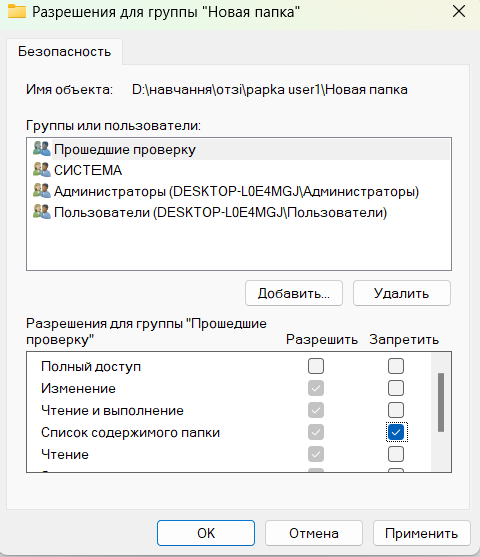 Разрешения для группы "Новая папка"
Безопасность
Имя объекта: D:\навчання\отзі\papka user1\Новая папка
Группы или пользователи:
Прошедшие проверку
СИСТЕМА
Администраторы (DESKTOP-L0E4MGJ\Администраторы)
Пользователи (DESKTOP-L0E4MGJ\Пользователи)
Добавить... Удалить
Разрешения для группы "Прошедшие
проверку" Разрешить Запретить
Полный доступ
Изменение
Чтение и выполнение
Список содержимого папки
Чтение
ОК Отмена Применить